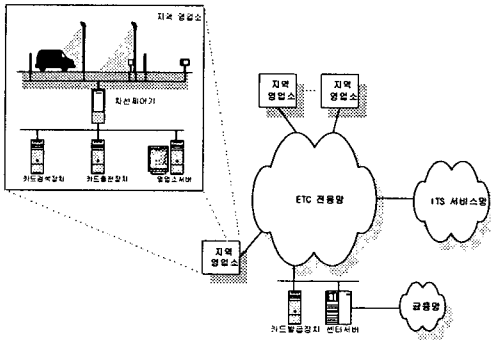 지역 영업소
차선제어기
카드검색장치
카드충전장치
영업소서버
지역
영업소
지역
영업소
ETC 전용망
ITS 서비스망
지역
영업소
카드발급장치
센터서버
금융망